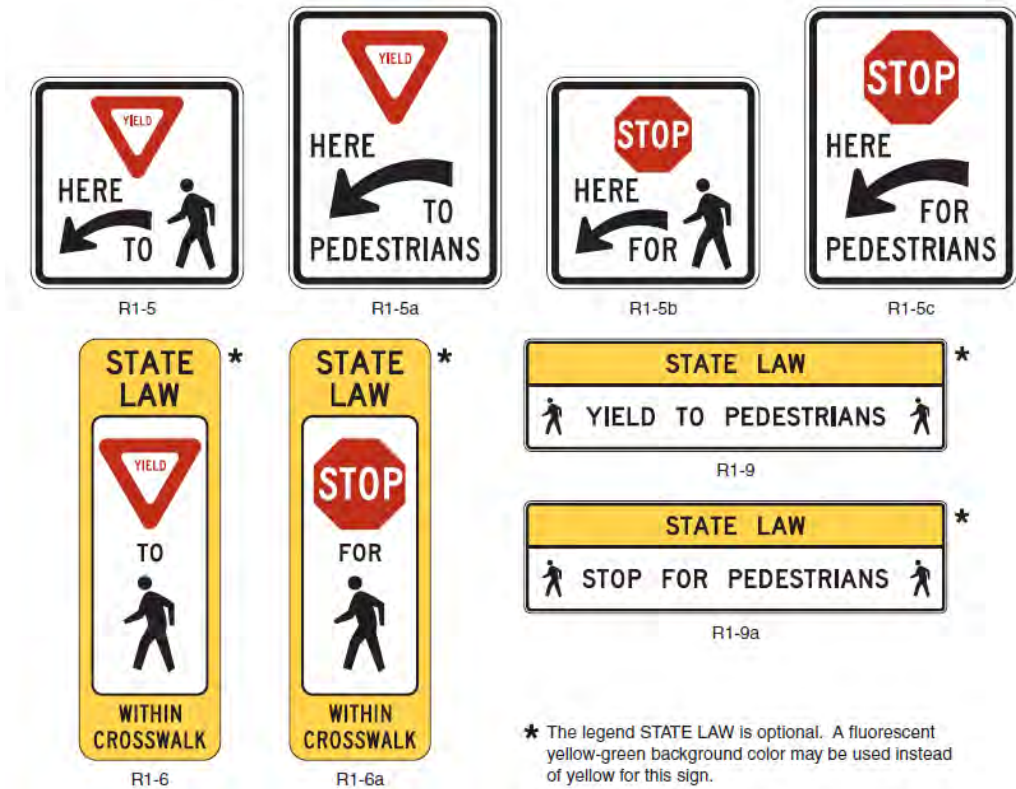 YIELD
HERE
TO
R1-5
YIELD
HERE
TO
PEDESTRIANS
R1-5a
STOP
HERE
FOR
R1-5b
STOP
HERE
FOR
PEDESTRIANS
R1-5c
STATE
LAW
*
YIELD
TO
WITHIN
CROSSWALK
R1-6
STATE
LAW
*
STOP
FOR
WITHIN
CROSSWALK
R1-6a
STATE LAW
*
YIELD TO PEDESTRIANS
R1-9
STATE LAW
*
STOP FOR PEDESTRIANS
R1-9a
* The legend STATE LAW is optional. A fluorescent
yellow-green background color may be used instead
of yellow for this sign.